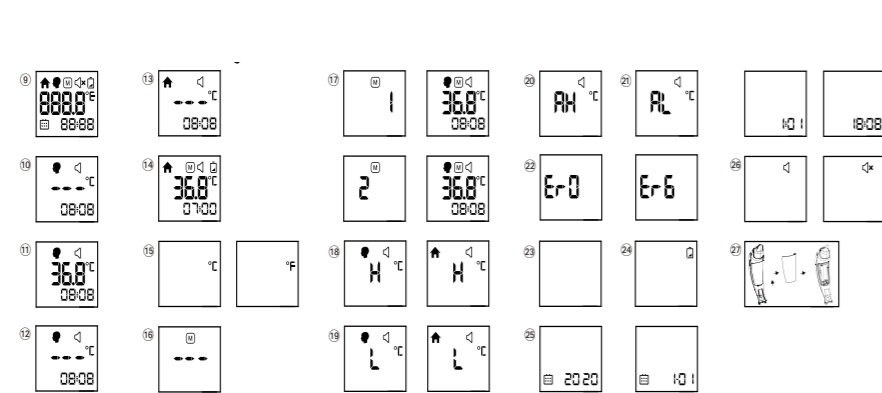 ⑨ M 888.8°F 88:88
⑩ --- °C 08:08
⑪ 36.8°C 08:08
⑫ --- °C 08:08
⑬ --- °C 08:08
⑭ M 36.8°C 07:00
⑮ °C °F
⑯ M ---
⑰ M 1 M 36.8°C 08:08
M 2 M 36.8°C 08:08
⑱ H °C H °C
⑲ L °C L °C
⑳ AH °C
㉑ AL °C
㉒ Er0 Er6
㉓
㉔
㉕ 2020 1:01
1:01 18:08
㉖
㉗